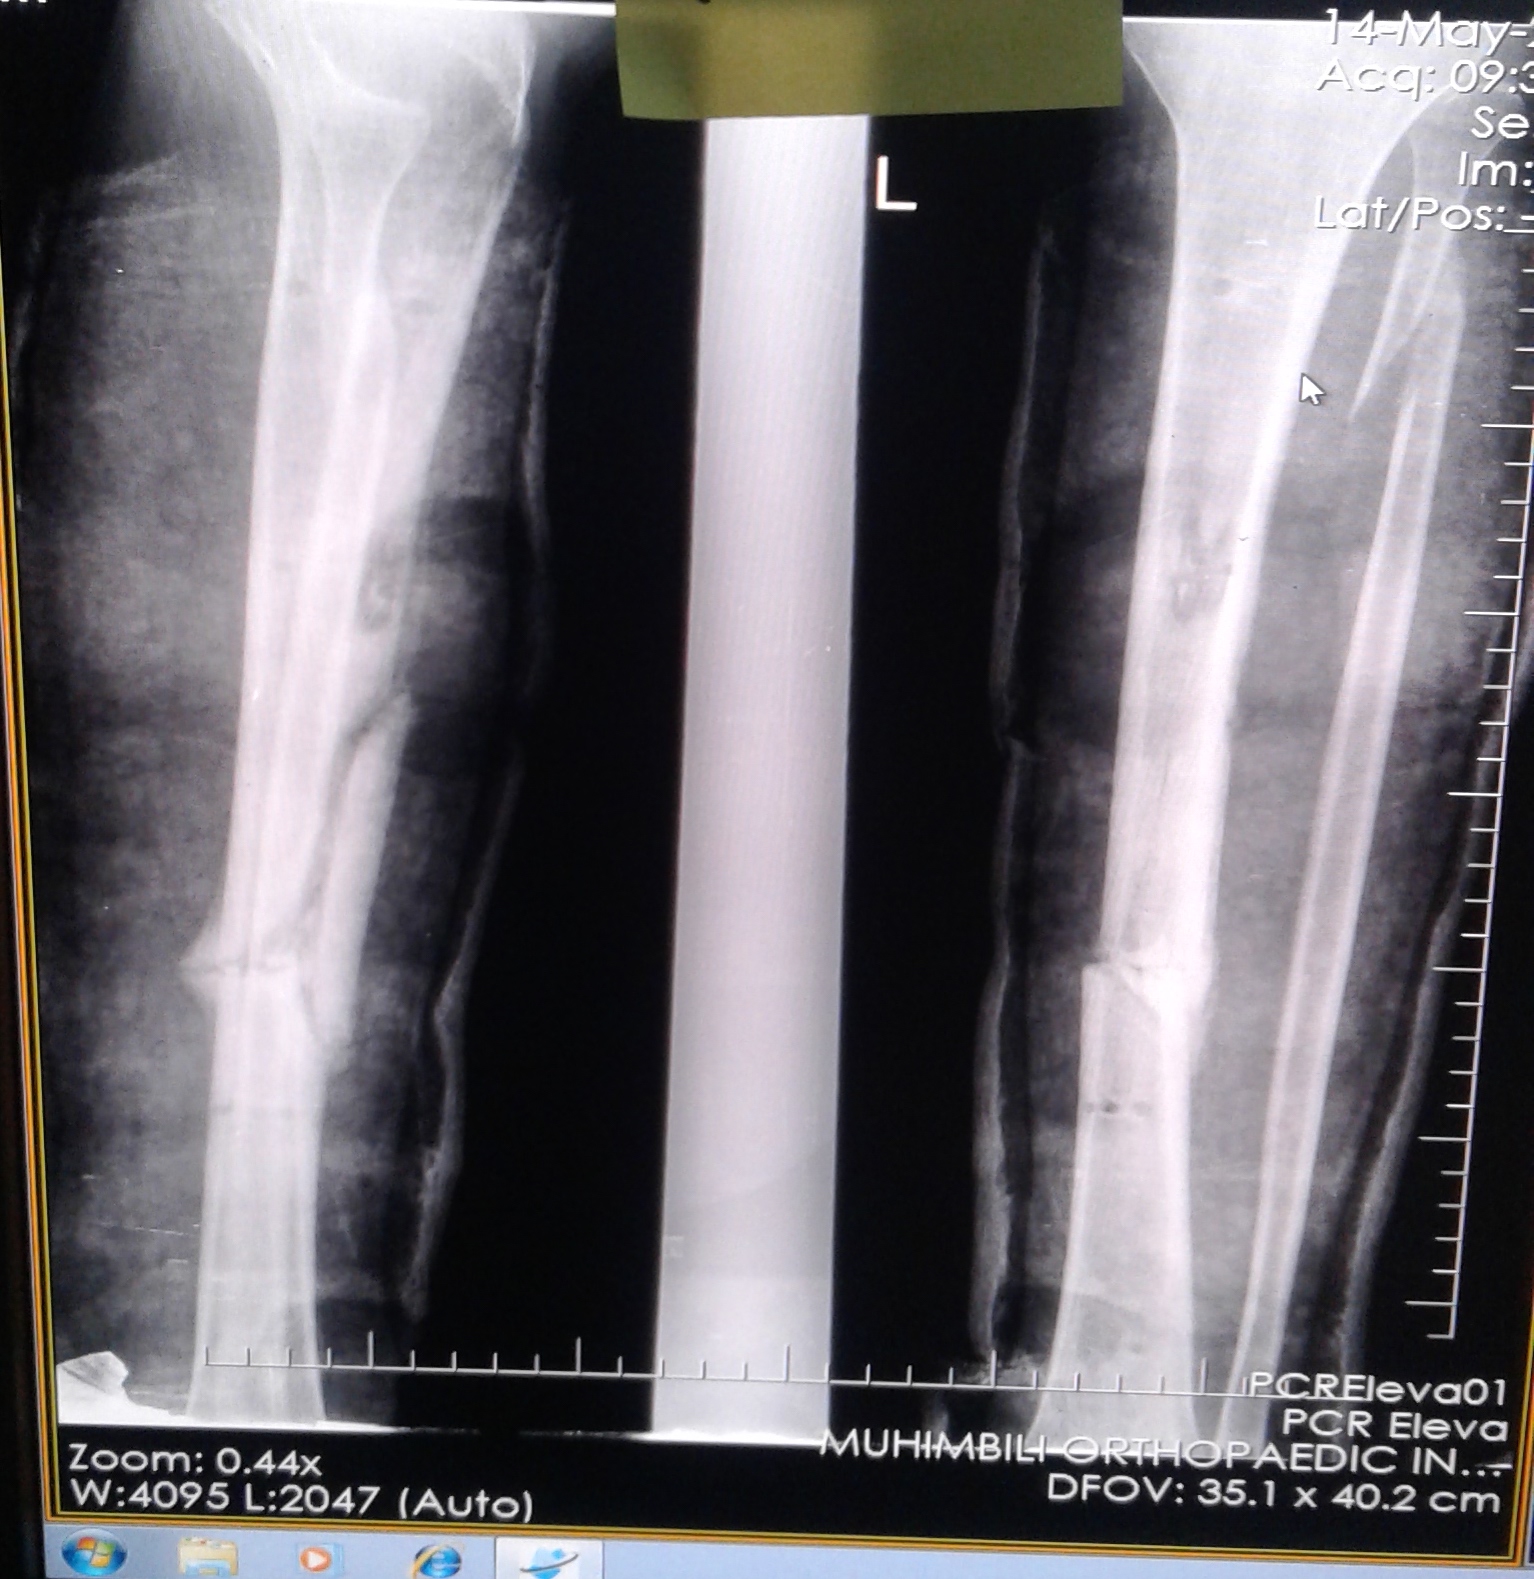 14-May-
Acq: 09:3
Se
Im:
Lat/Pos:
L
PCREleva01
PCR Eleva
MUHIMBILI ORTHOPAEDIC IN...
DFOV: 35.1 x 40.2 cm
Zoom: 0.44x
W:4095 L:2047 (Auto)